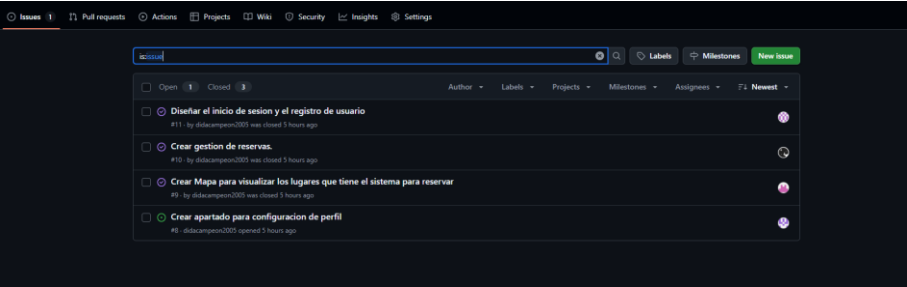 Issues 1 Pull requests Actions Projects Wiki Security Insights Settings
is:issue Labels Milestones New issue
Open 1 Closed 3 Author Labels Projects Milestones Assignees Newest
Diseñar el inicio de sesion y el registro de usuario
#11 · by didacampeon2005 was closed 5 hours ago
Crear gestion de reservas.
#10 · by didacampeon2005 was closed 5 hours ago
Crear Mapa para visualizar los lugares que tiene el sistema para reservar
#9 · by didacampeon2005 was closed 5 hours ago
Crear apartado para configuracion de perfil
#8 · didacampeon2005 opened 5 hours ago